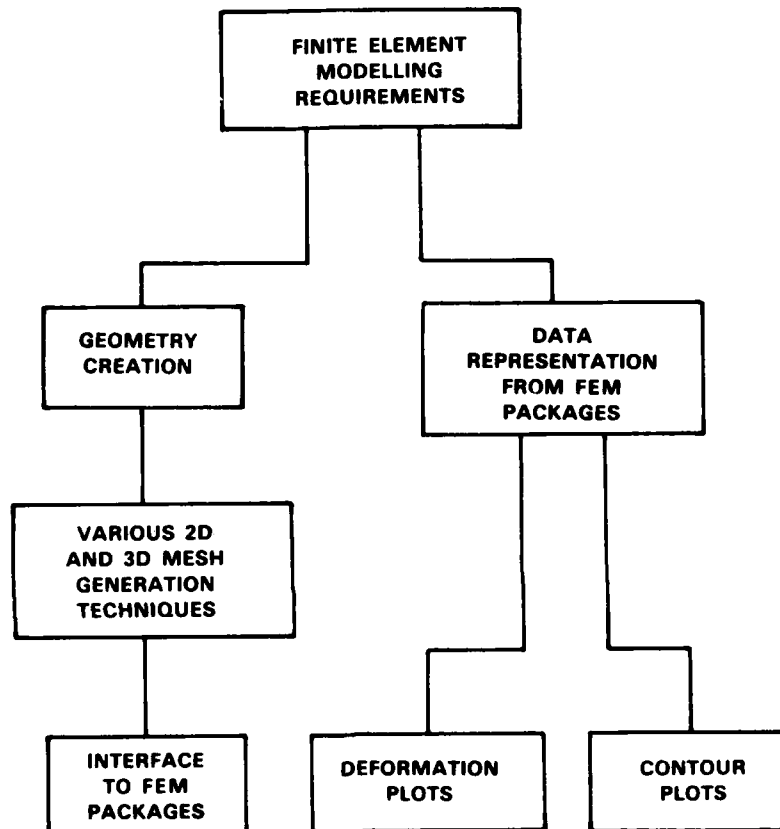 FINITE ELEMENT
MODELLING
REQUIREMENTS
GEOMETRY
CREATION
DATA
REPRESENTATION
FROM FEM
PACKAGES
VARIOUS 2D
AND 3D MESH
GENERATION
TECHNIQUES
INTERFACE
TO FEM
PACKAGES
DEFORMATION
PLOTS
CONTOUR
PLOTS